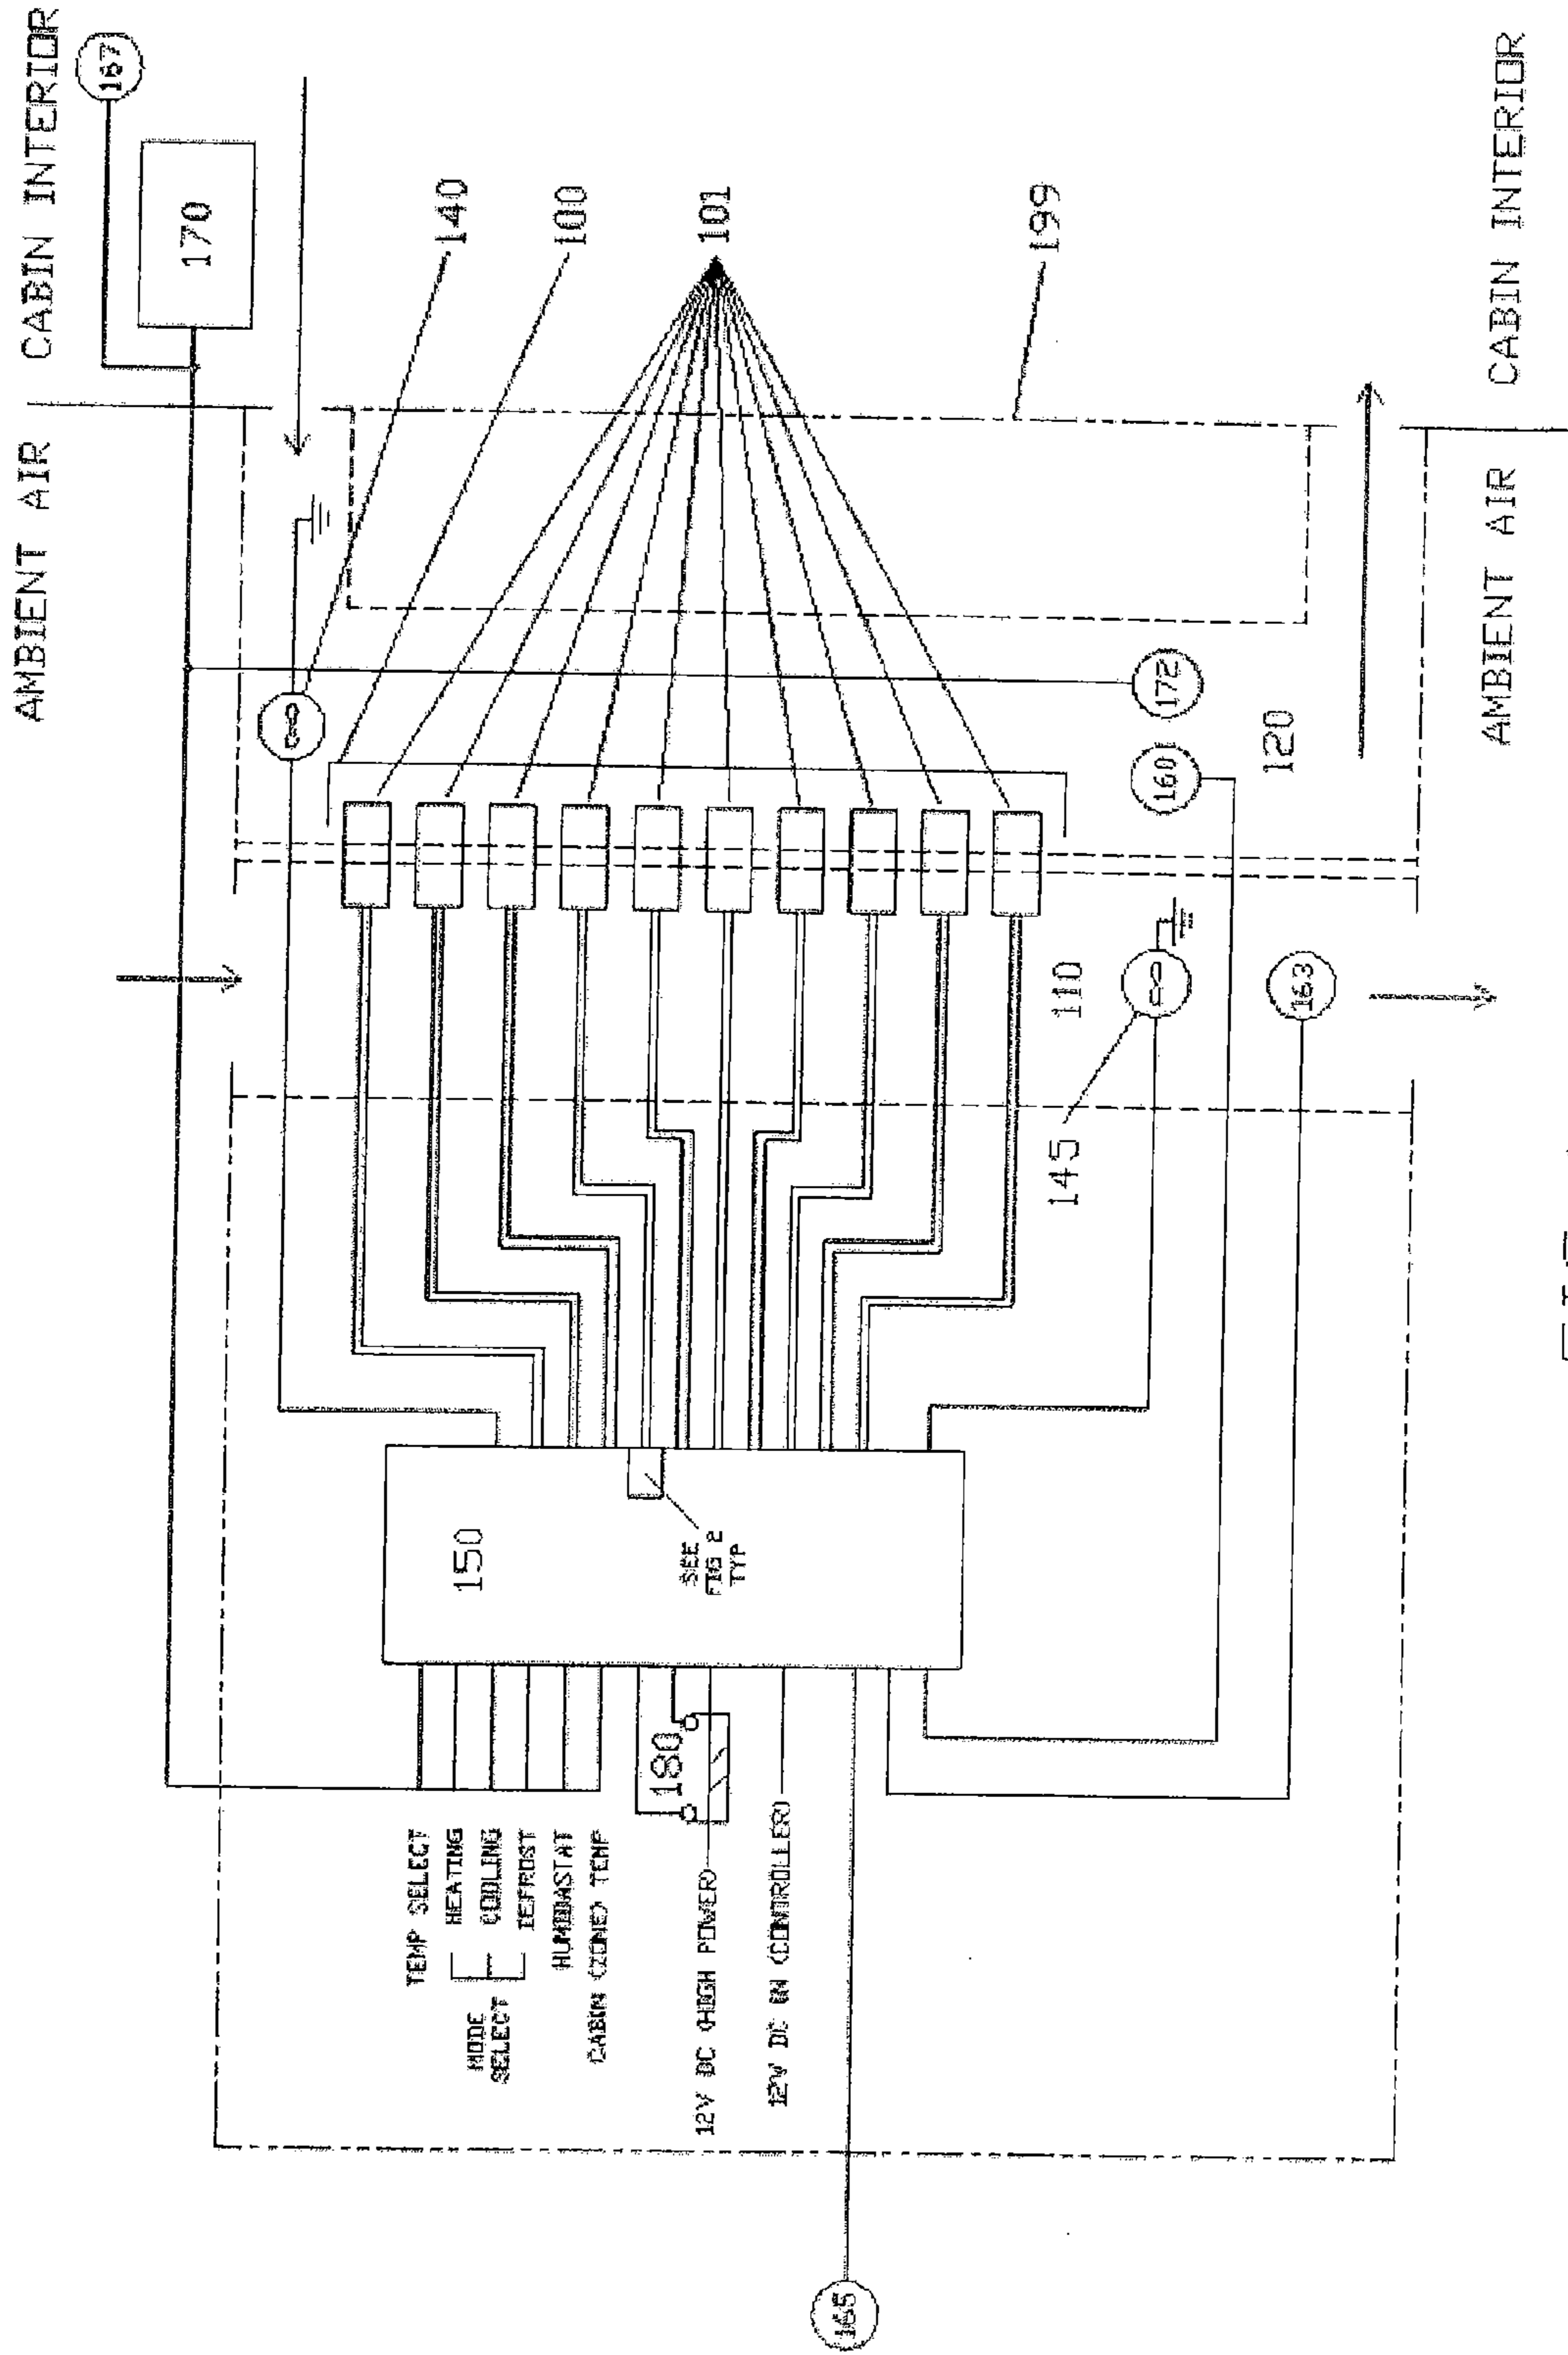 AMBIENT AIR
CABIN INTERIOR
167
170
140
100
101
199
172
160
120
110
145
163
150
SEE
FIG 2
TYP
180
TEMP SELECT
HEATING
COOLING
DEFROST
MODE
SELECT
HUMIDASTAT
CABIN (ZONE) TEMP
12V DC (HIGH POWER)
12V DC IN (CONTROLLER)
165
AMBIENT AIR
CABIN INTERIOR